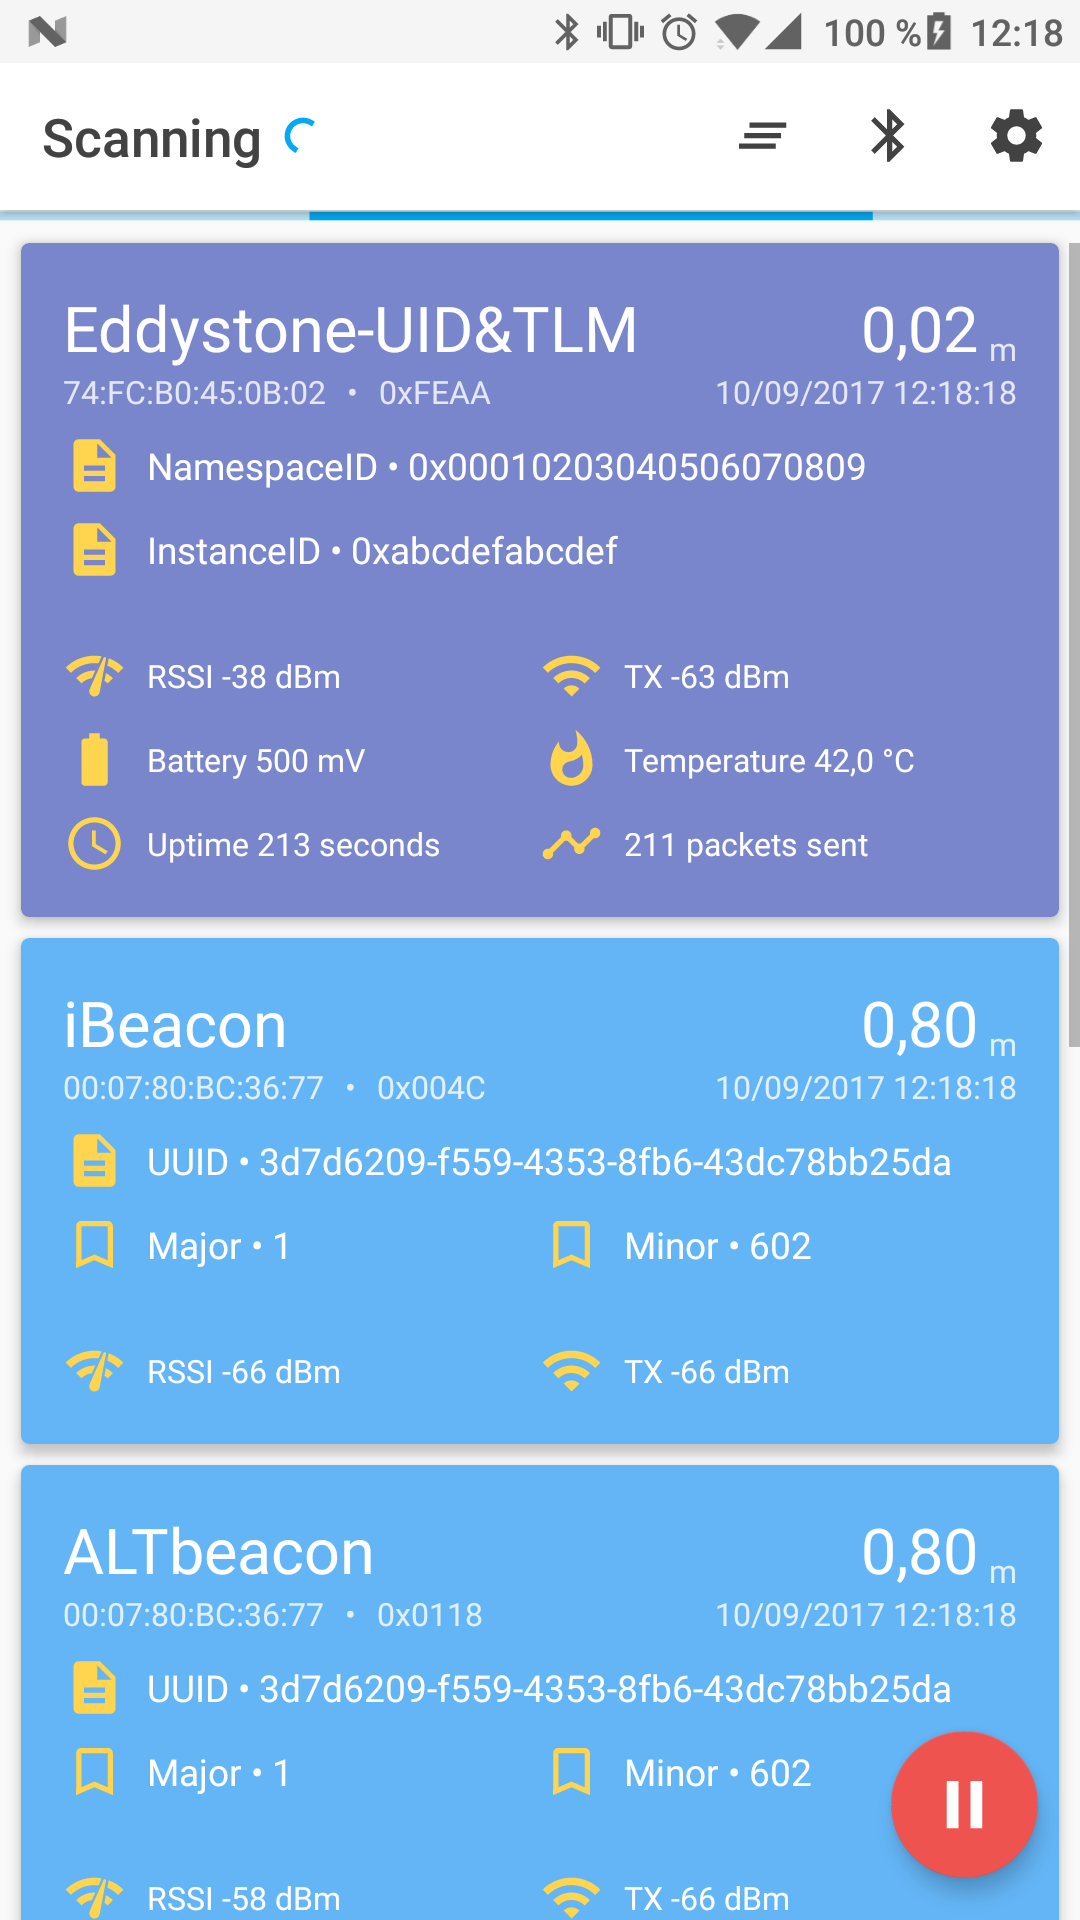 100 % 12:18
Scanning
Eddystone-UID&TLM 0,02 m
74:FC:B0:45:0B:02 • 0xFEAA 10/09/2017 12:18:18
NamespaceID • 0x00010203040506070809
InstanceID • 0xabcdefabcdef
RSSI -38 dBm TX -63 dBm
Battery 500 mV Temperature 42,0 °C
Uptime 213 seconds 211 packets sent
iBeacon 0,80 m
00:07:80:BC:36:77 • 0x004C 10/09/2017 12:18:18
UUID • 3d7d6209-f559-4353-8fb6-43dc78bb25da
Major • 1 Minor • 602
RSSI -66 dBm TX -66 dBm
ALTbeacon 0,80 m
00:07:80:BC:36:77 • 0x0118 10/09/2017 12:18:18
UUID • 3d7d6209-f559-4353-8fb6-43dc78bb25da
Major • 1 Minor • 602
RSSI -58 dBm TX -66 dBm